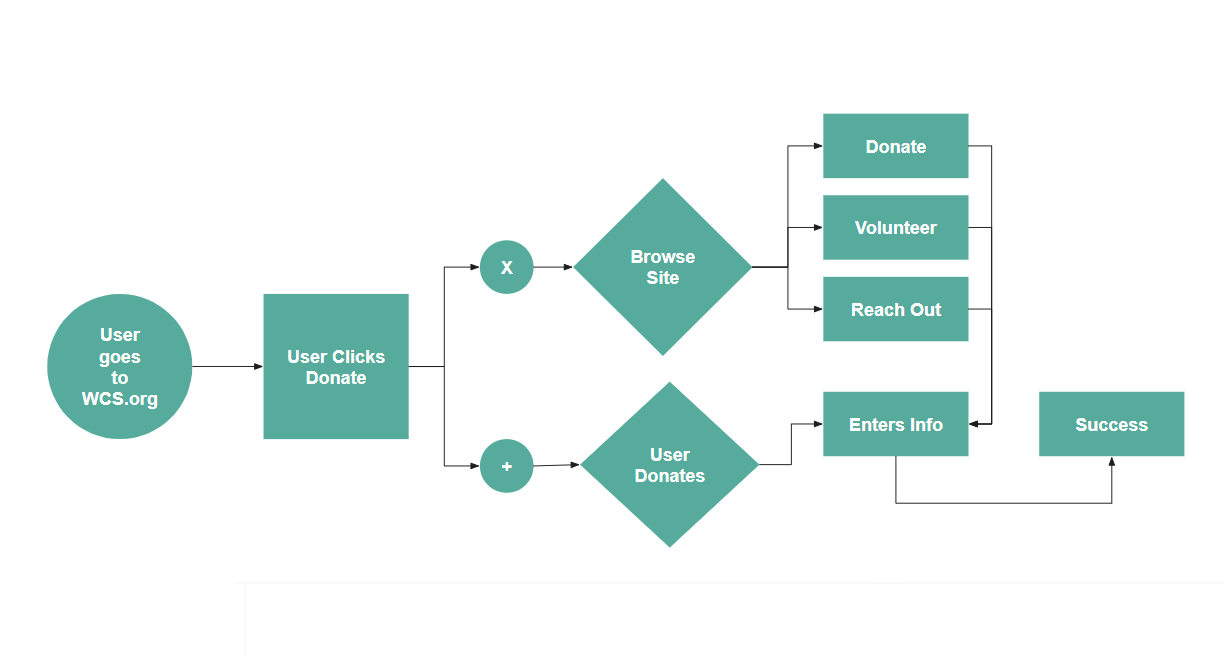 User
goes
to
WCS.org
User Clicks
Donate
X
+
Browse
Site
User
Donates
Donate
Volunteer
Reach Out
Enters Info
Success